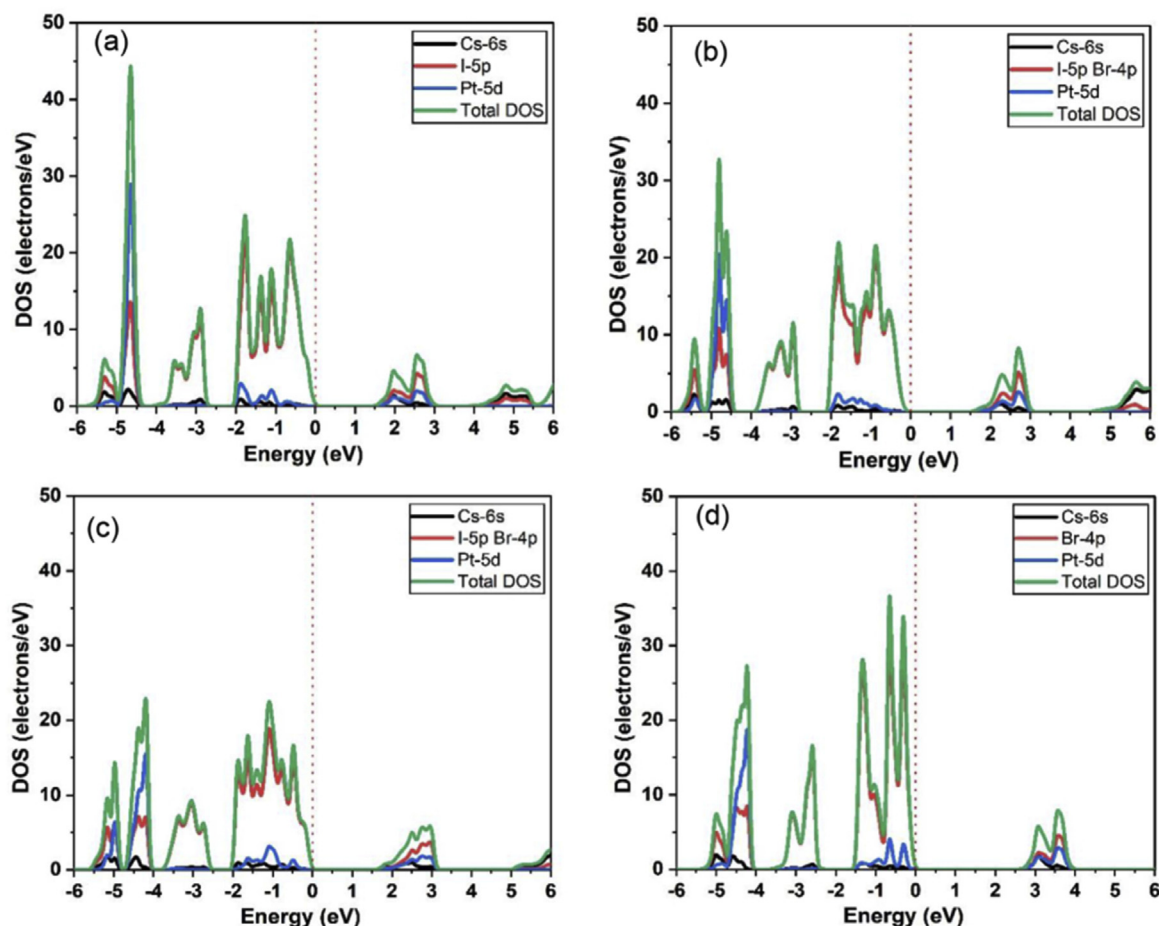 (a)
Cs-6s
I-5p
Pt-5d
Total DOS
DOS (electrons/eV)
50
40
30
20
10
0
-6 -5 -4 -3 -2 -1 0 1 2 3 4 5 6
Energy (eV)
(b)
Cs-6s
I-5p Br-4p
Pt-5d
Total DOS
DOS (electrons/eV)
50
40
30
20
10
0
-6 -5 -4 -3 -2 -1 0 1 2 3 4 5 6
Energy (eV)
(c)
Cs-6s
I-5p Br-4p
Pt-5d
Total DOS
DOS (electrons/eV)
50
40
30
20
10
0
-6 -5 -4 -3 -2 -1 0 1 2 3 4 5 6
Energy (eV)
(d)
Cs-6s
Br-4p
Pt-5d
Total DOS
DOS (electrons/eV)
50
40
30
20
10
0
-6 -5 -4 -3 -2 -1 0 1 2 3 4 5 6
Energy (eV)